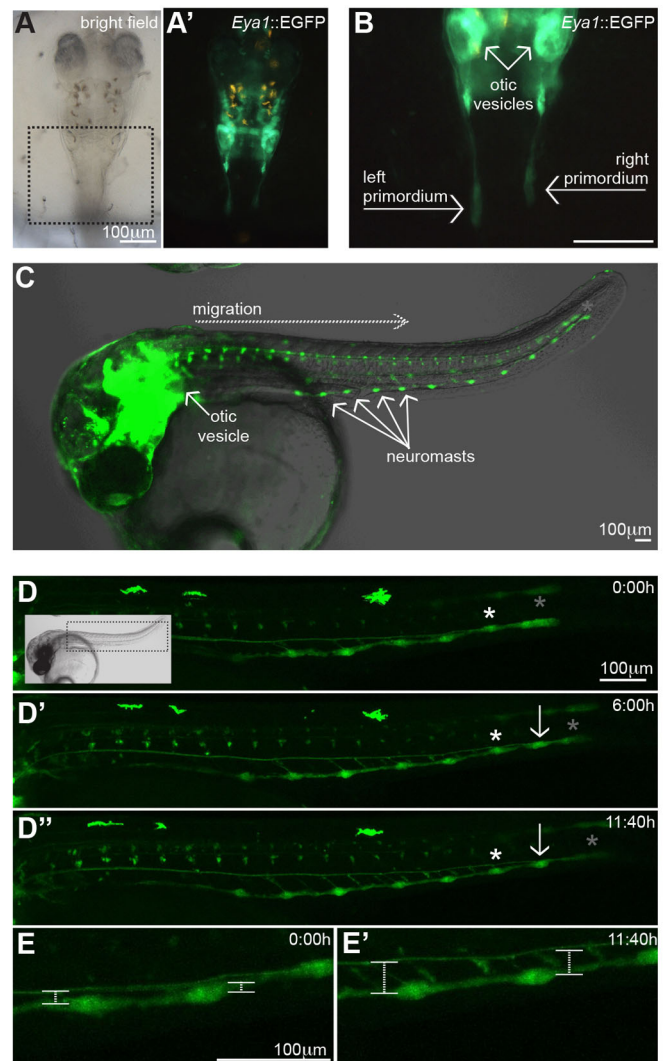 A
bright field
100μm
A'
Eya1::EGFP
B
Eya1::EGFP
otic
vesicles
left
primordium
right
primordium
C
migration
*
otic
vesicle
neuromasts
100μm
D
0:00h
* *
100μm
D'
6:00h
* *
D''
11:40h
* *
E
0:00h
100μm
E'
11:40h